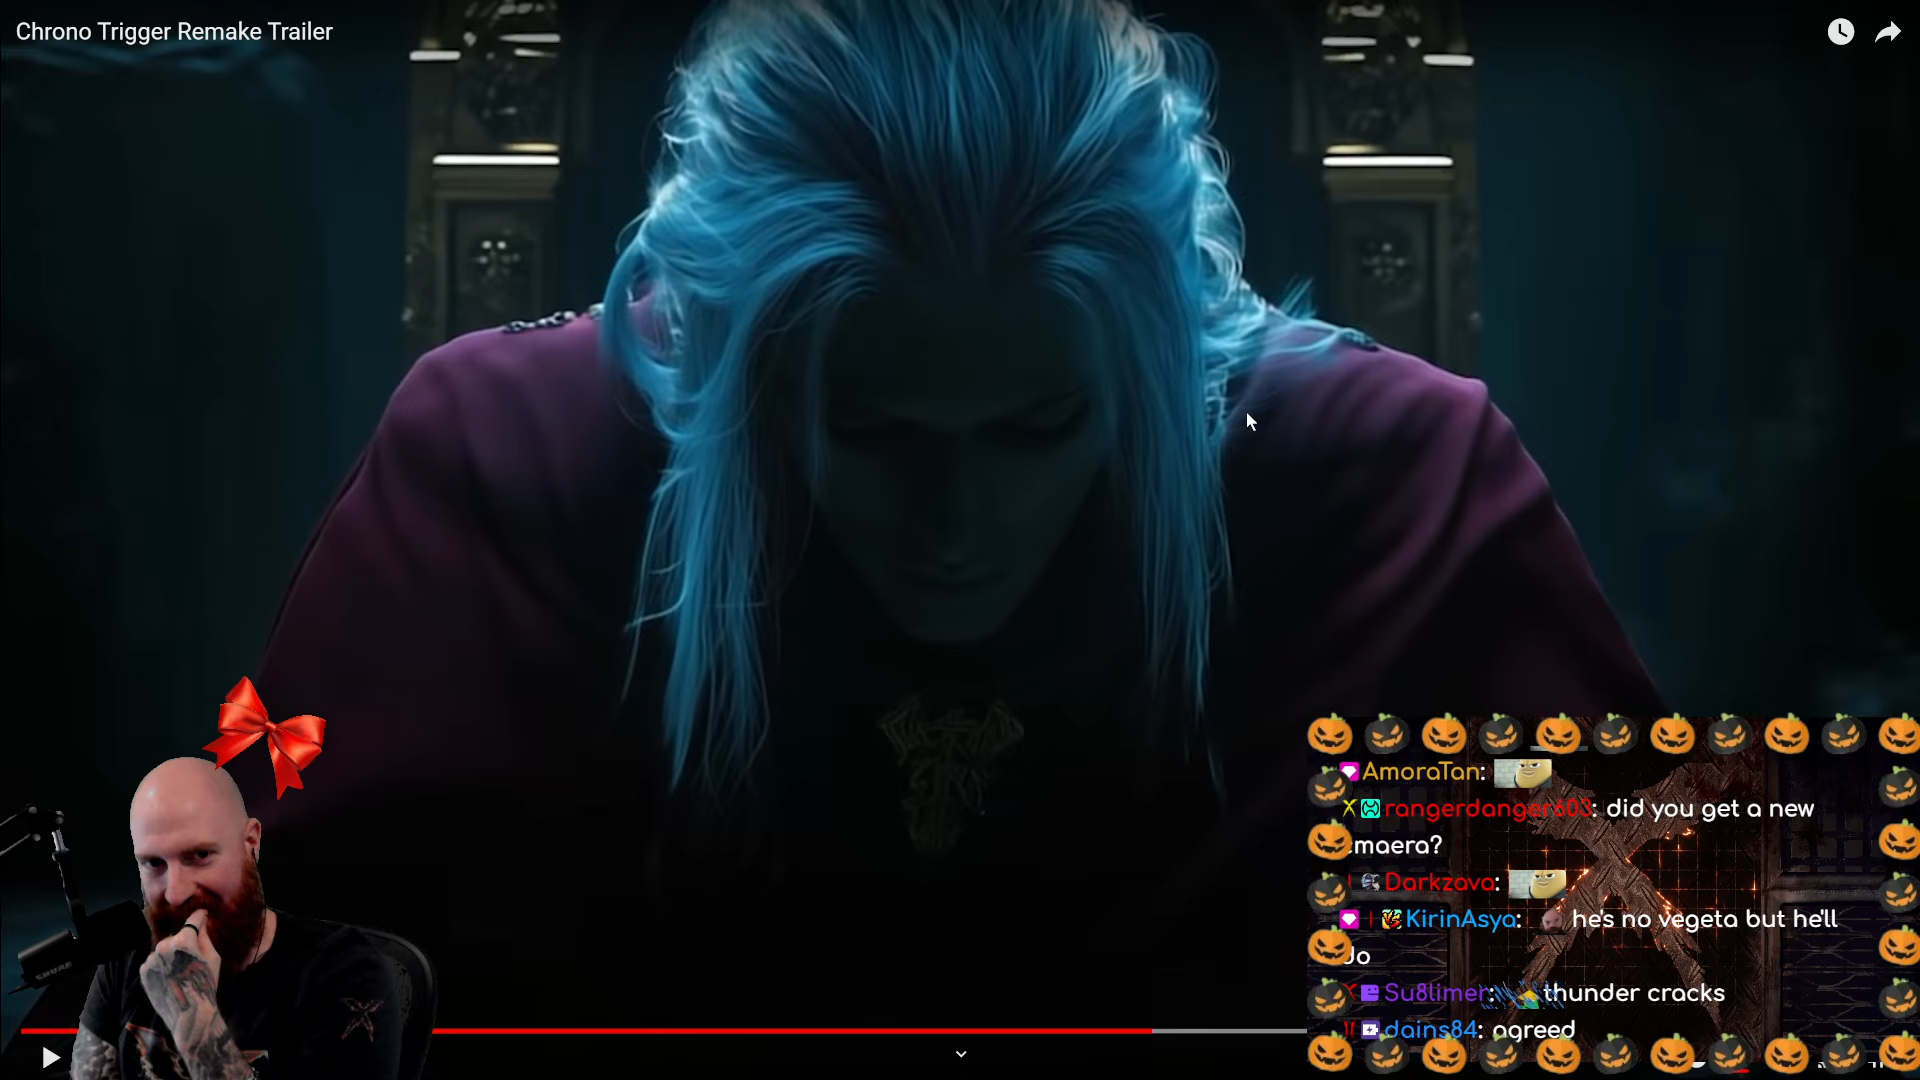 Chrono Trigger Remake Trailer
AmoraTan:
rangerdanger603: did you get a new
maera?
Darkzava:
KirinAsya: he's no vegeta but he'll
do
Su8limer: thunder cracks
dains84: agreed
SHURE